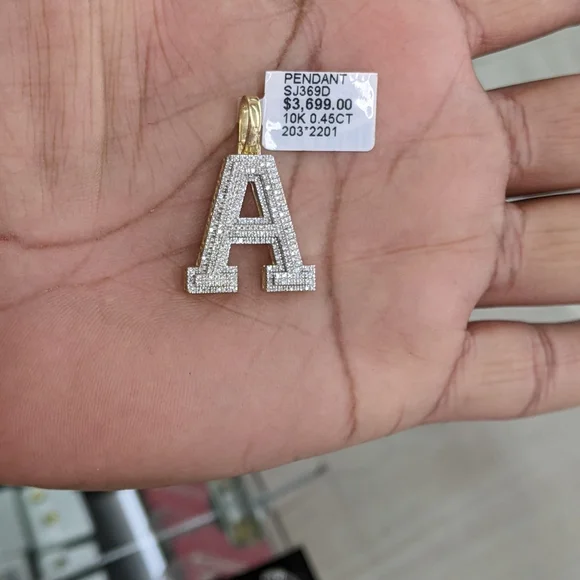 PENDANT
SJ369D
$3,699.00
10K 0.45CT
203*2201
A